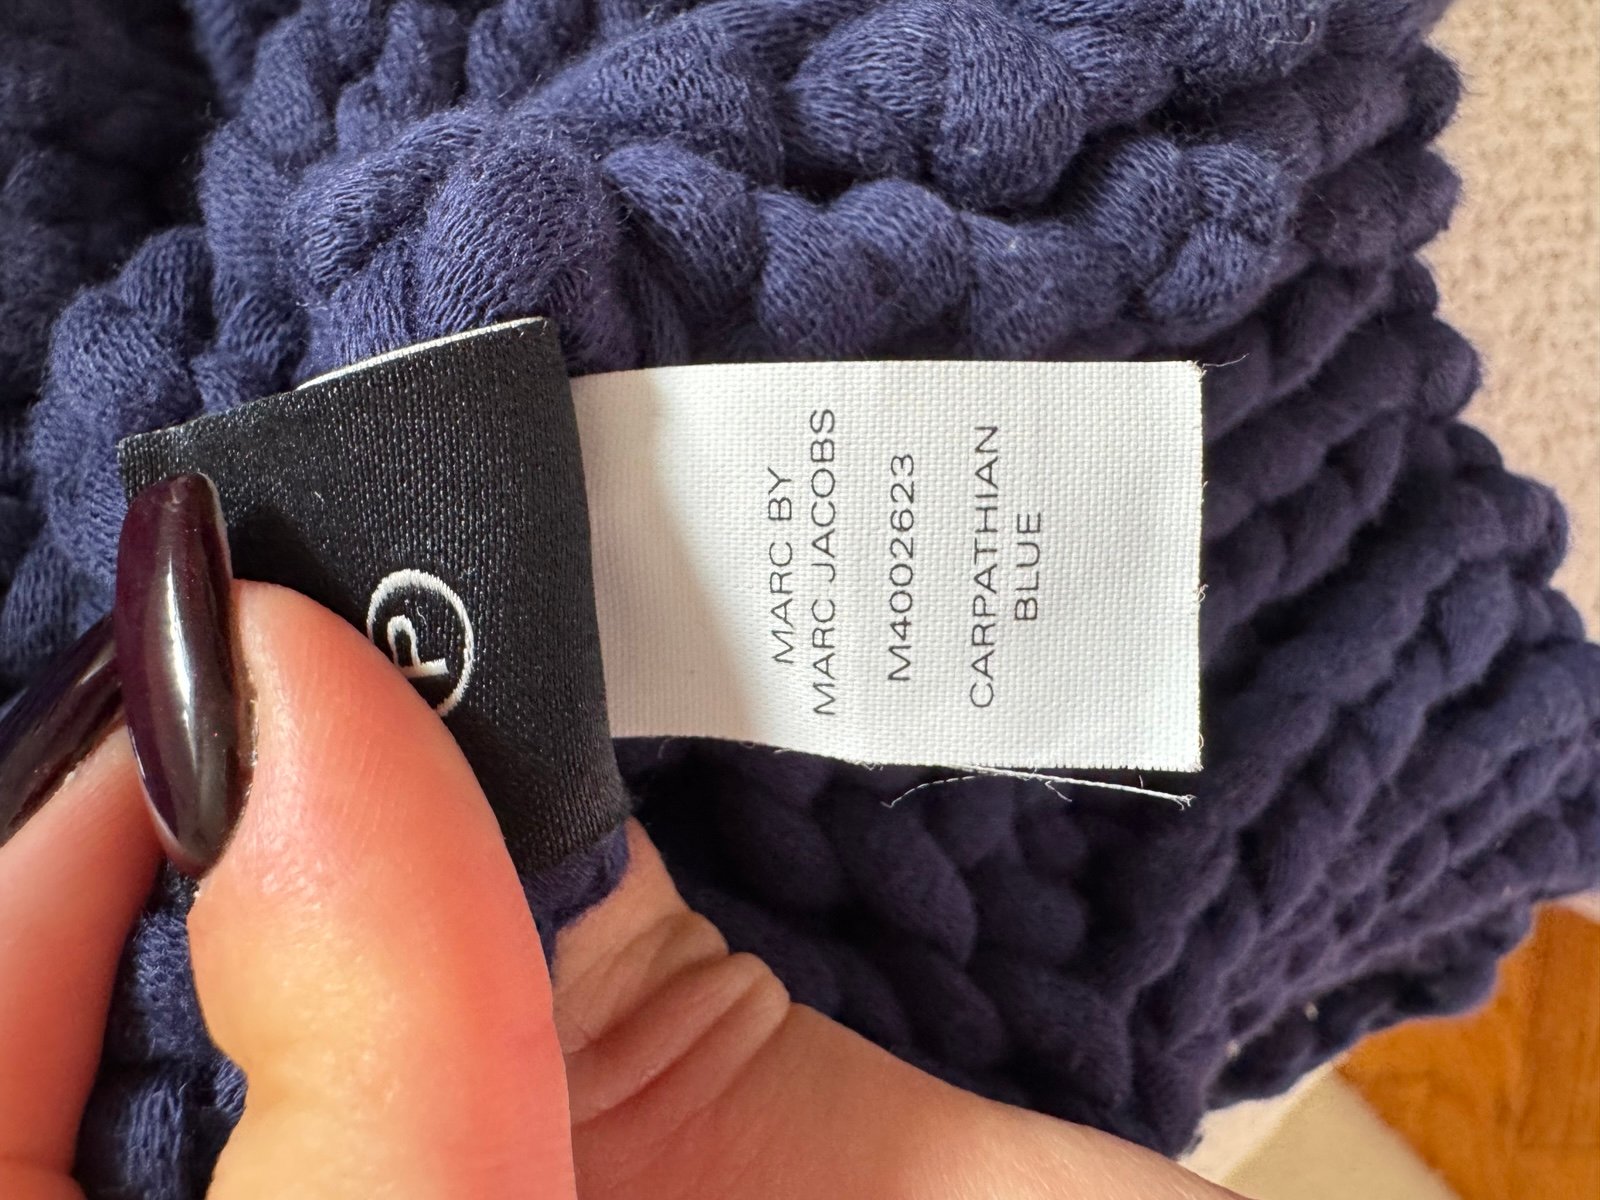 MARC BY
MARC JACOBS
M4002623
CARPATHIAN
BLUE
P